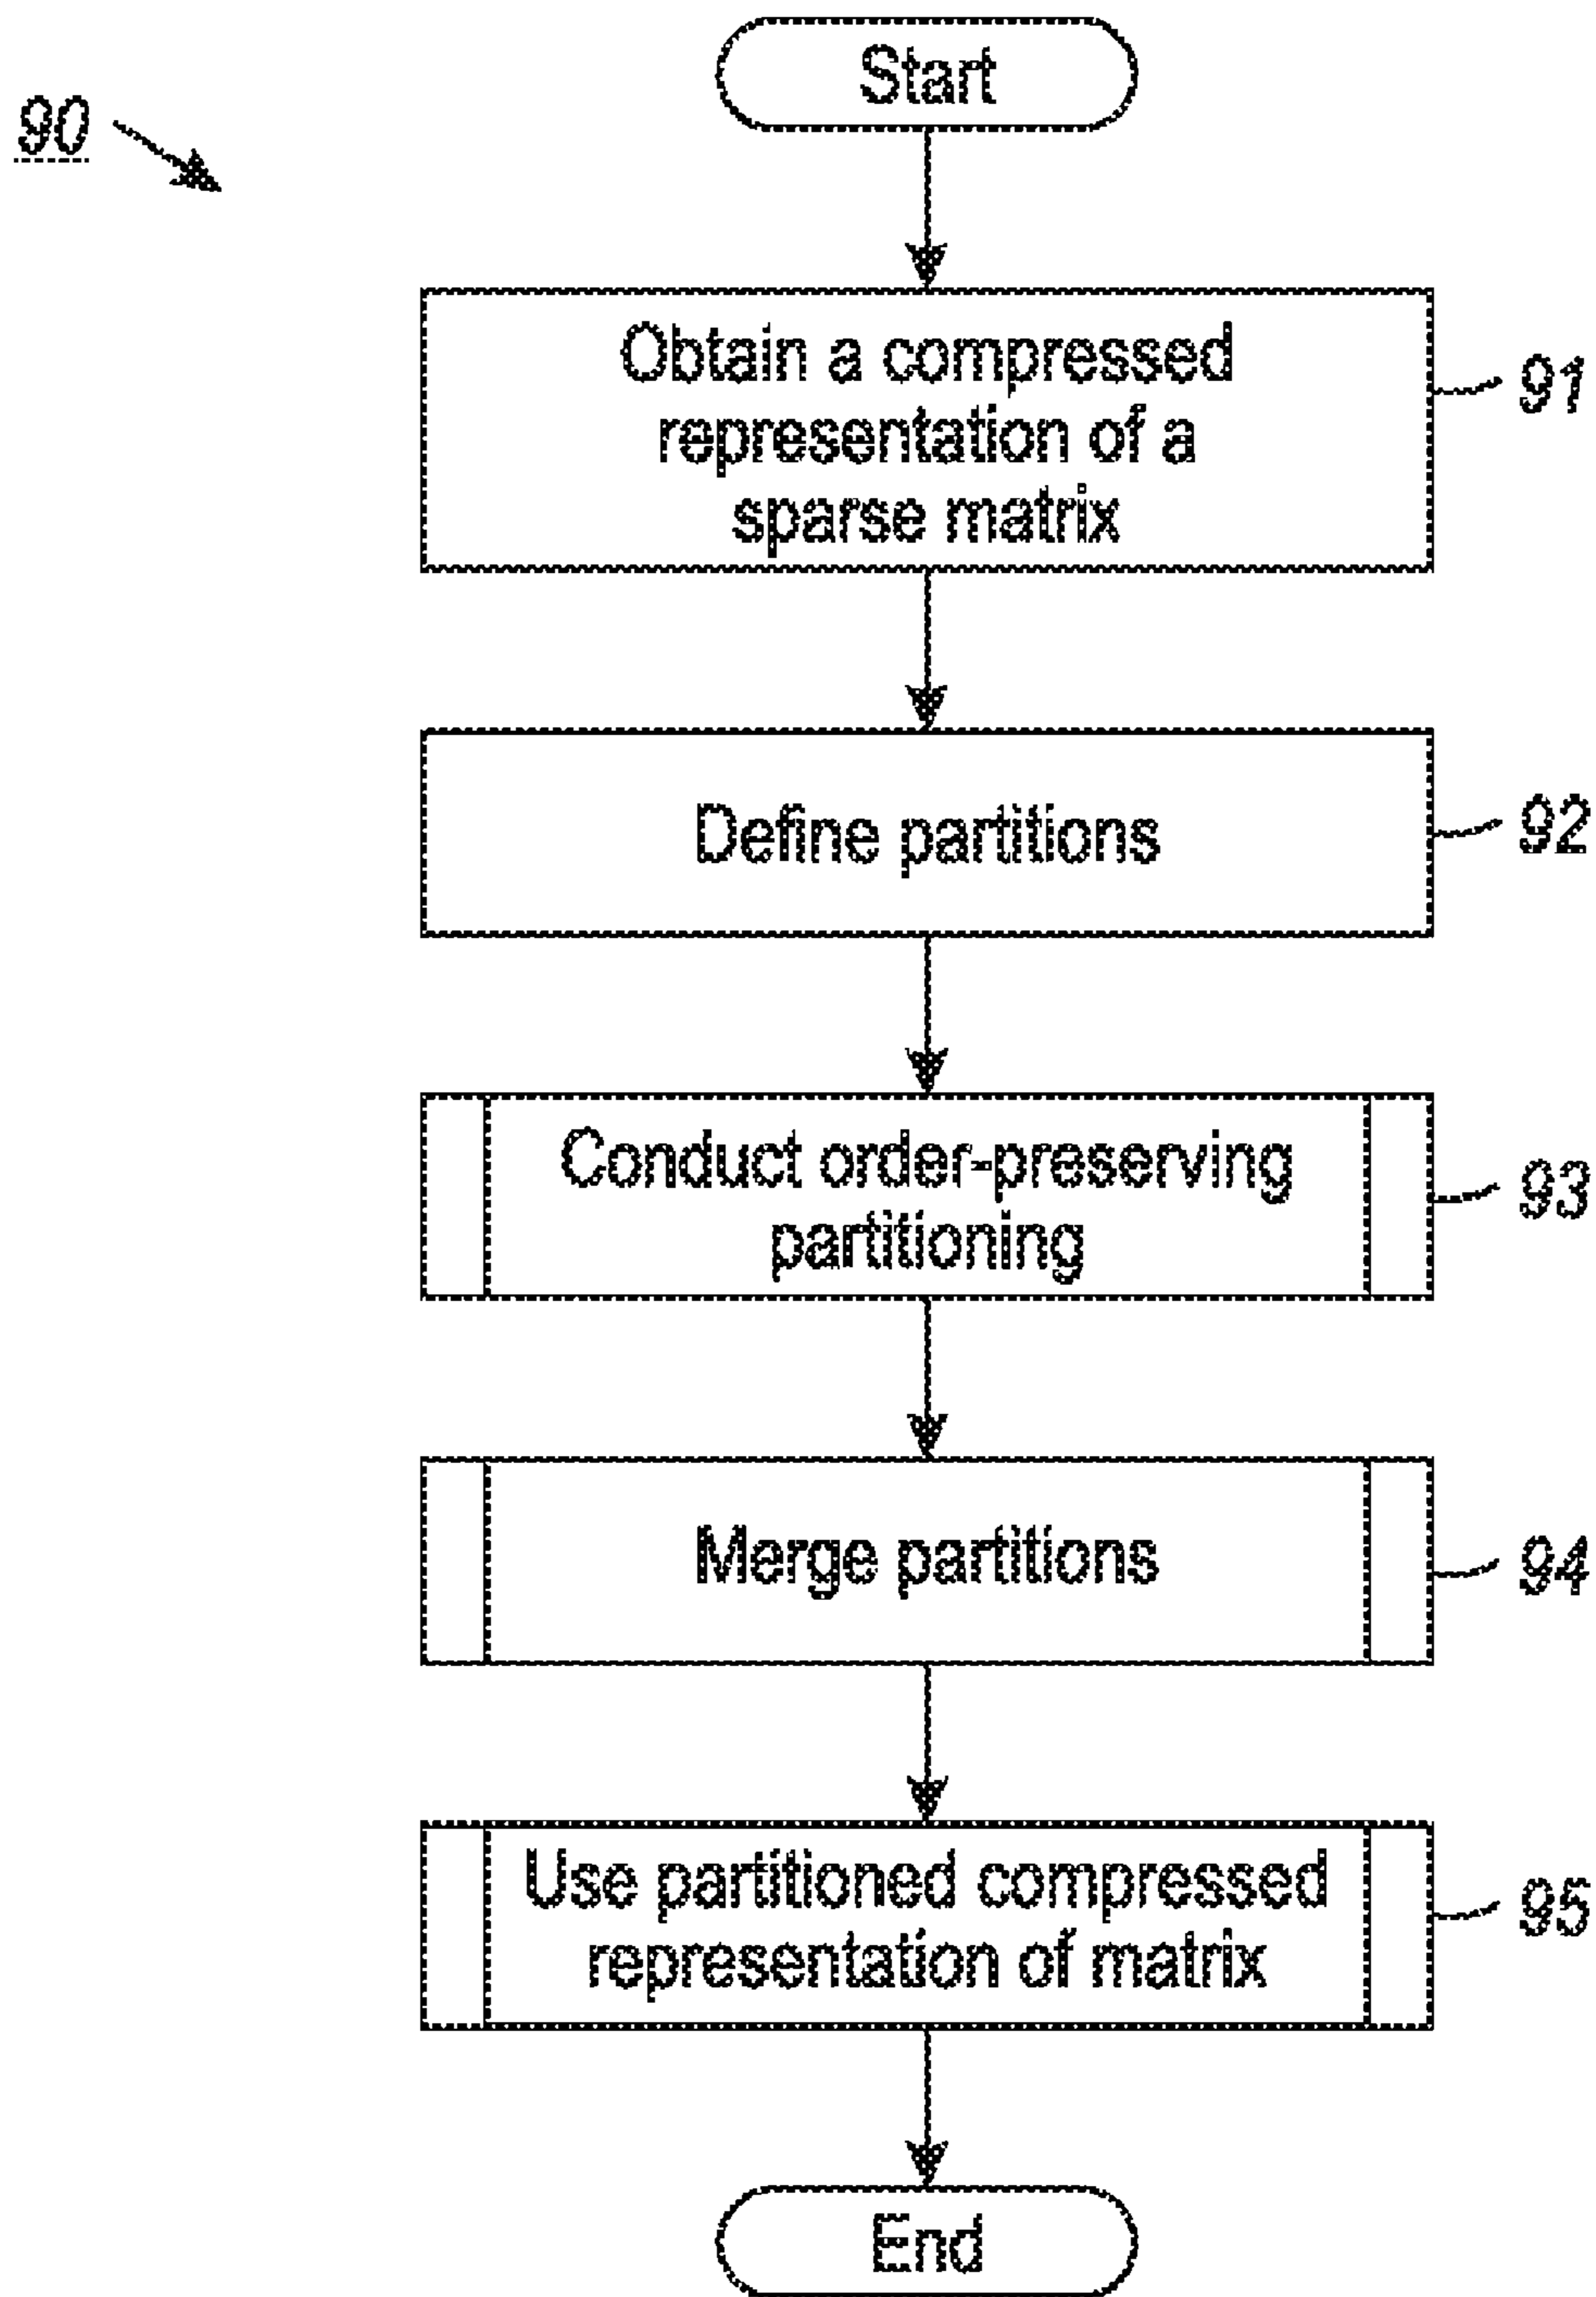 Start
90
Obtain a compressed
representation of a
sparse matrix
91
Define partitions
92
Conduct order-preserving
partitioning
93
Merge partitions
94
Use partitioned compressed
representation of matrix
95
End